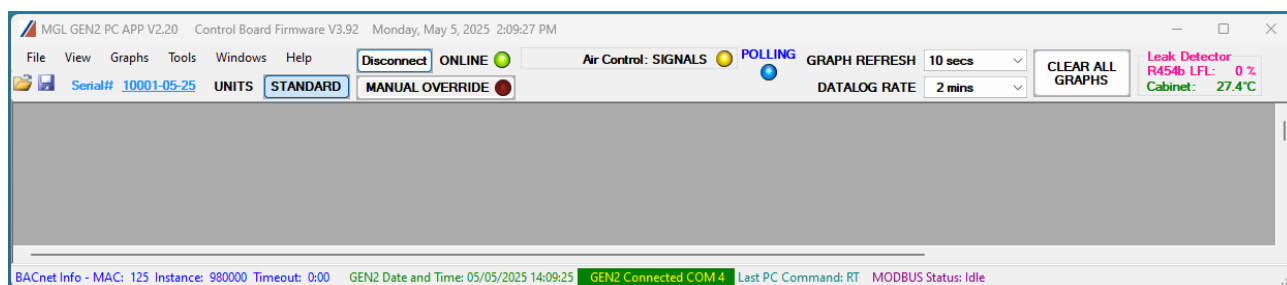 MGL GEN2 PC APP V2.20 Control Board Firmware V3.92 Monday, May 5, 2025 2:09:27 PM
File View Graphs Tools Windows Help Disconnect ONLINE Air Control: SIGNALS POLLING GRAPH REFRESH 10 secs CLEAR ALL GRAPHS Leak Detector
R454b LFL: 0 %
Serial# 10001-05-25 UNITS STANDARD MANUAL OVERRIDE DATALOG RATE 2 mins Cabinet: 27.4°C
BACnet Info - MAC: 125 Instance: 980000 Timeout: 0:00 GEN2 Date and Time: 05/05/2025 14:09:25 GEN2 Connected COM 4 Last PC Command: RT MODBUS Status: Idle